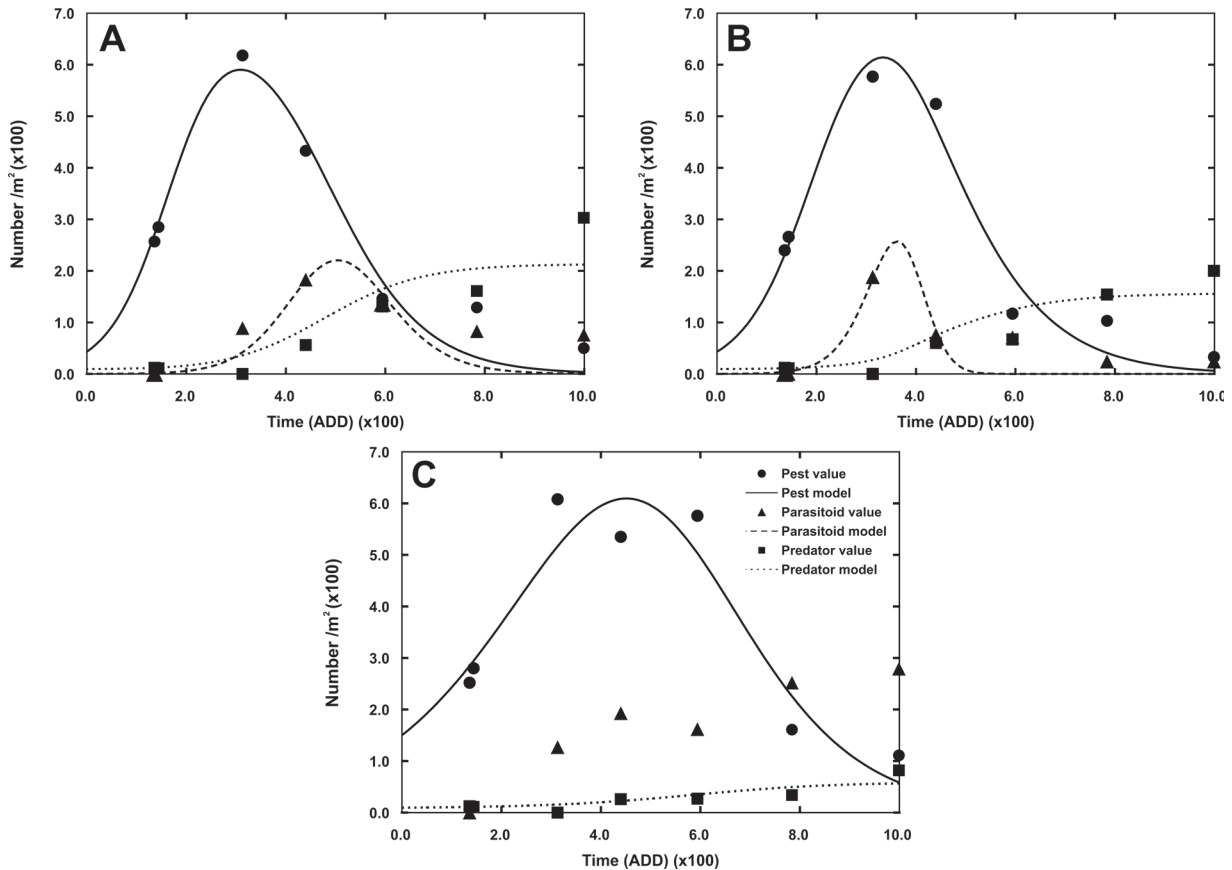 A
7.0
6.0
5.0
4.0
3.0
2.0
1.0
0.0
Number /m² (x100)
0.0 2.0 4.0 6.0 8.0 10.0
Time (ADD) (x100)
B
7.0
6.0
5.0
4.0
3.0
2.0
1.0
0.0
Number /m² (x100)
0.0 2.0 4.0 6.0 8.0 10.0
Time (ADD) (x100)
C
7.0
6.0
5.0
4.0
3.0
2.0
1.0
0.0
Number /m² (x100)
0.0 2.0 4.0 6.0 8.0 10.0
Time (ADD) (x100)
Pest value
Pest model
Parasitoid value
Parasitoid model
Predator value
Predator model